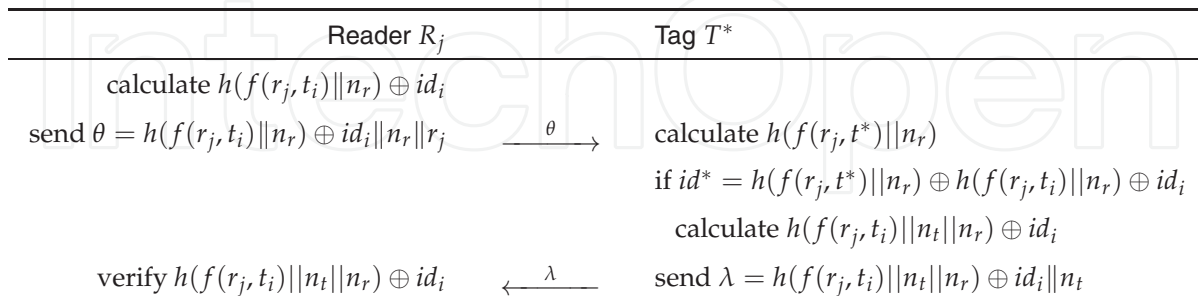 Reader R_j Tag T*
calculate h(f(r_j, t_i)‖n_r) ⊕ id_i
send θ = h(f(r_j, t_i)‖n_r) ⊕ id_i‖n_r‖r_j θ calculate h(f(r_j, t*)||n_r)
if id* = h(f(r_j, t*)||n_r) ⊕ h(f(r_j, t_i)||n_r) ⊕ id_i
calculate h(f(r_j, t_i)||n_t||n_r) ⊕ id_i
verify h(f(r_j, t_i)||n_t||n_r) ⊕ id_i λ send λ = h(f(r_j, t_i)||n_t||n_r) ⊕ id_i‖n_t
IntechOpen